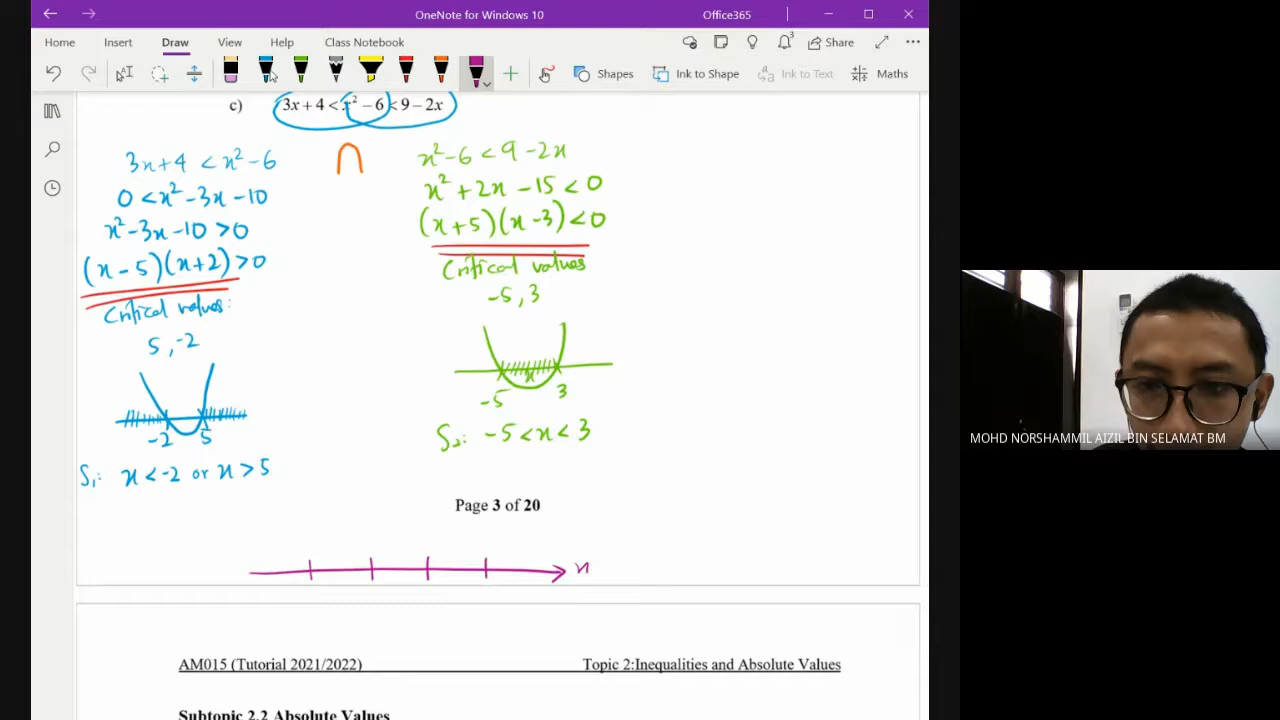 OneNote for Windows 10
Office365
Home Insert Draw View Help Class Notebook
3
Share
Shapes Ink to Shape Ink to Text Maths
c) 3x + 4 < x² − 6 < 9 − 2x
3x+4 < x²−6
0 < x²−3x−10
x²−3x−10 > 0
(x−5)(x+2) > 0
Critical values:
5, −2
−2 5
S₁: x < −2 or x > 5
∩
x²−6 < 9−2x
x²+2x−15 < 0
(x+5)(x−3) < 0
Critical values
−5, 3
−5 3
S₂: −5 < x < 3
Page 3 of 20
x
AM015 (Tutorial 2021/2022) Topic 2:Inequalities and Absolute Values
Subtopic 2.2 Absolute Values
MOHD NORSHAMMIL AIZIL BIN SELAMAT BM